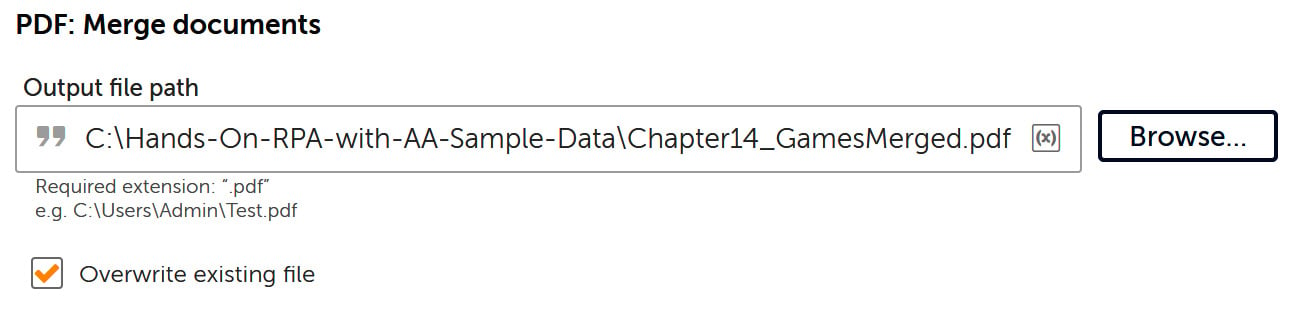 PDF: Merge documents
Output file path
❞ C:\Hands-On-RPA-with-AA-Sample-Data\Chapter14_GamesMerged.pdf (x) Browse...
Required extension: “.pdf”
e.g. C:\Users\Admin\Test.pdf
Overwrite existing file